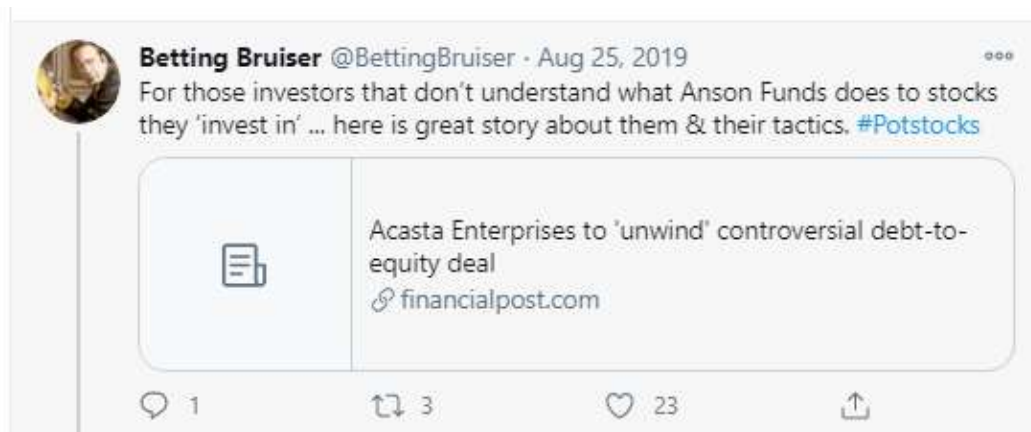 Betting Bruiser @BettingBruiser · Aug 25, 2019
For those investors that don't understand what Anson Funds does to stocks
they 'invest in' ... here is great story about them & their tactics. #Potstocks
Acasta Enterprises to 'unwind' controversial debt-to-
equity deal
financialpost.com
1 3 23